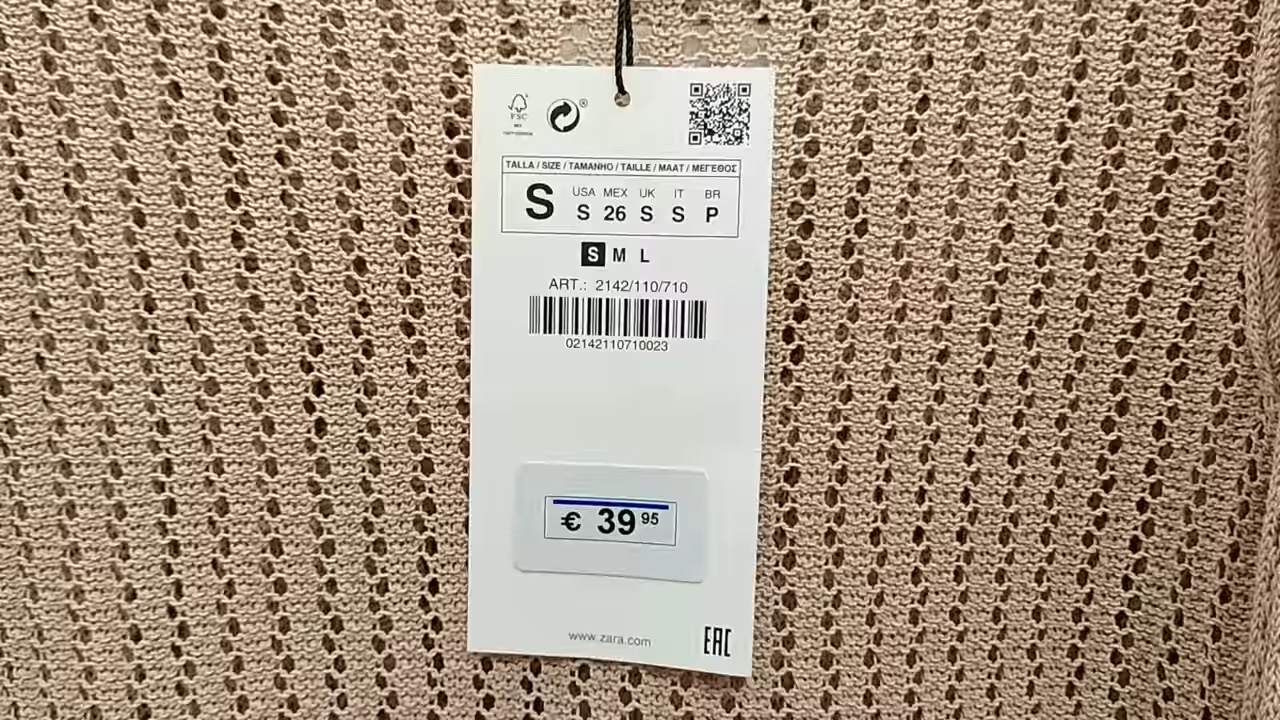 FSC
®
TALLA / SIZE / TAMANHO / TAILLE / MAAT / ΜΕΓΕΘΟΣ
S
USA MEX UK IT BR
S 26 S S P
S M L
ART.: 2142/110/710
02142110710023
€ 39 95
www.zara.com
EAC